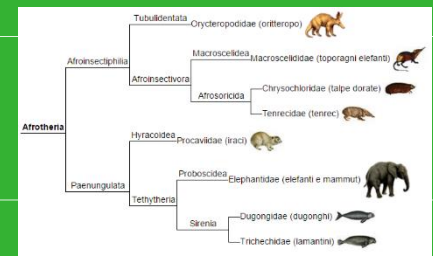 Tubulidentata
Orycteropodidae (oritteropo)
Macroscelidea
Afroinsectiphilia
Macroscelididae (toporagni elefanti)
Afroinsectivora
Chrysochloridae (talpe dorate)
Afrosoricida
Tenrecidae (tenrec)
Afrotheria
Hyracoidea
Procaviidae (iraci)
Proboscidea
Paenungulata
Elephantidae (elefanti e mammut)
Tethytheria
Dugongidae (dugonghi)
Sirenia
Trichechidae (lamantini)